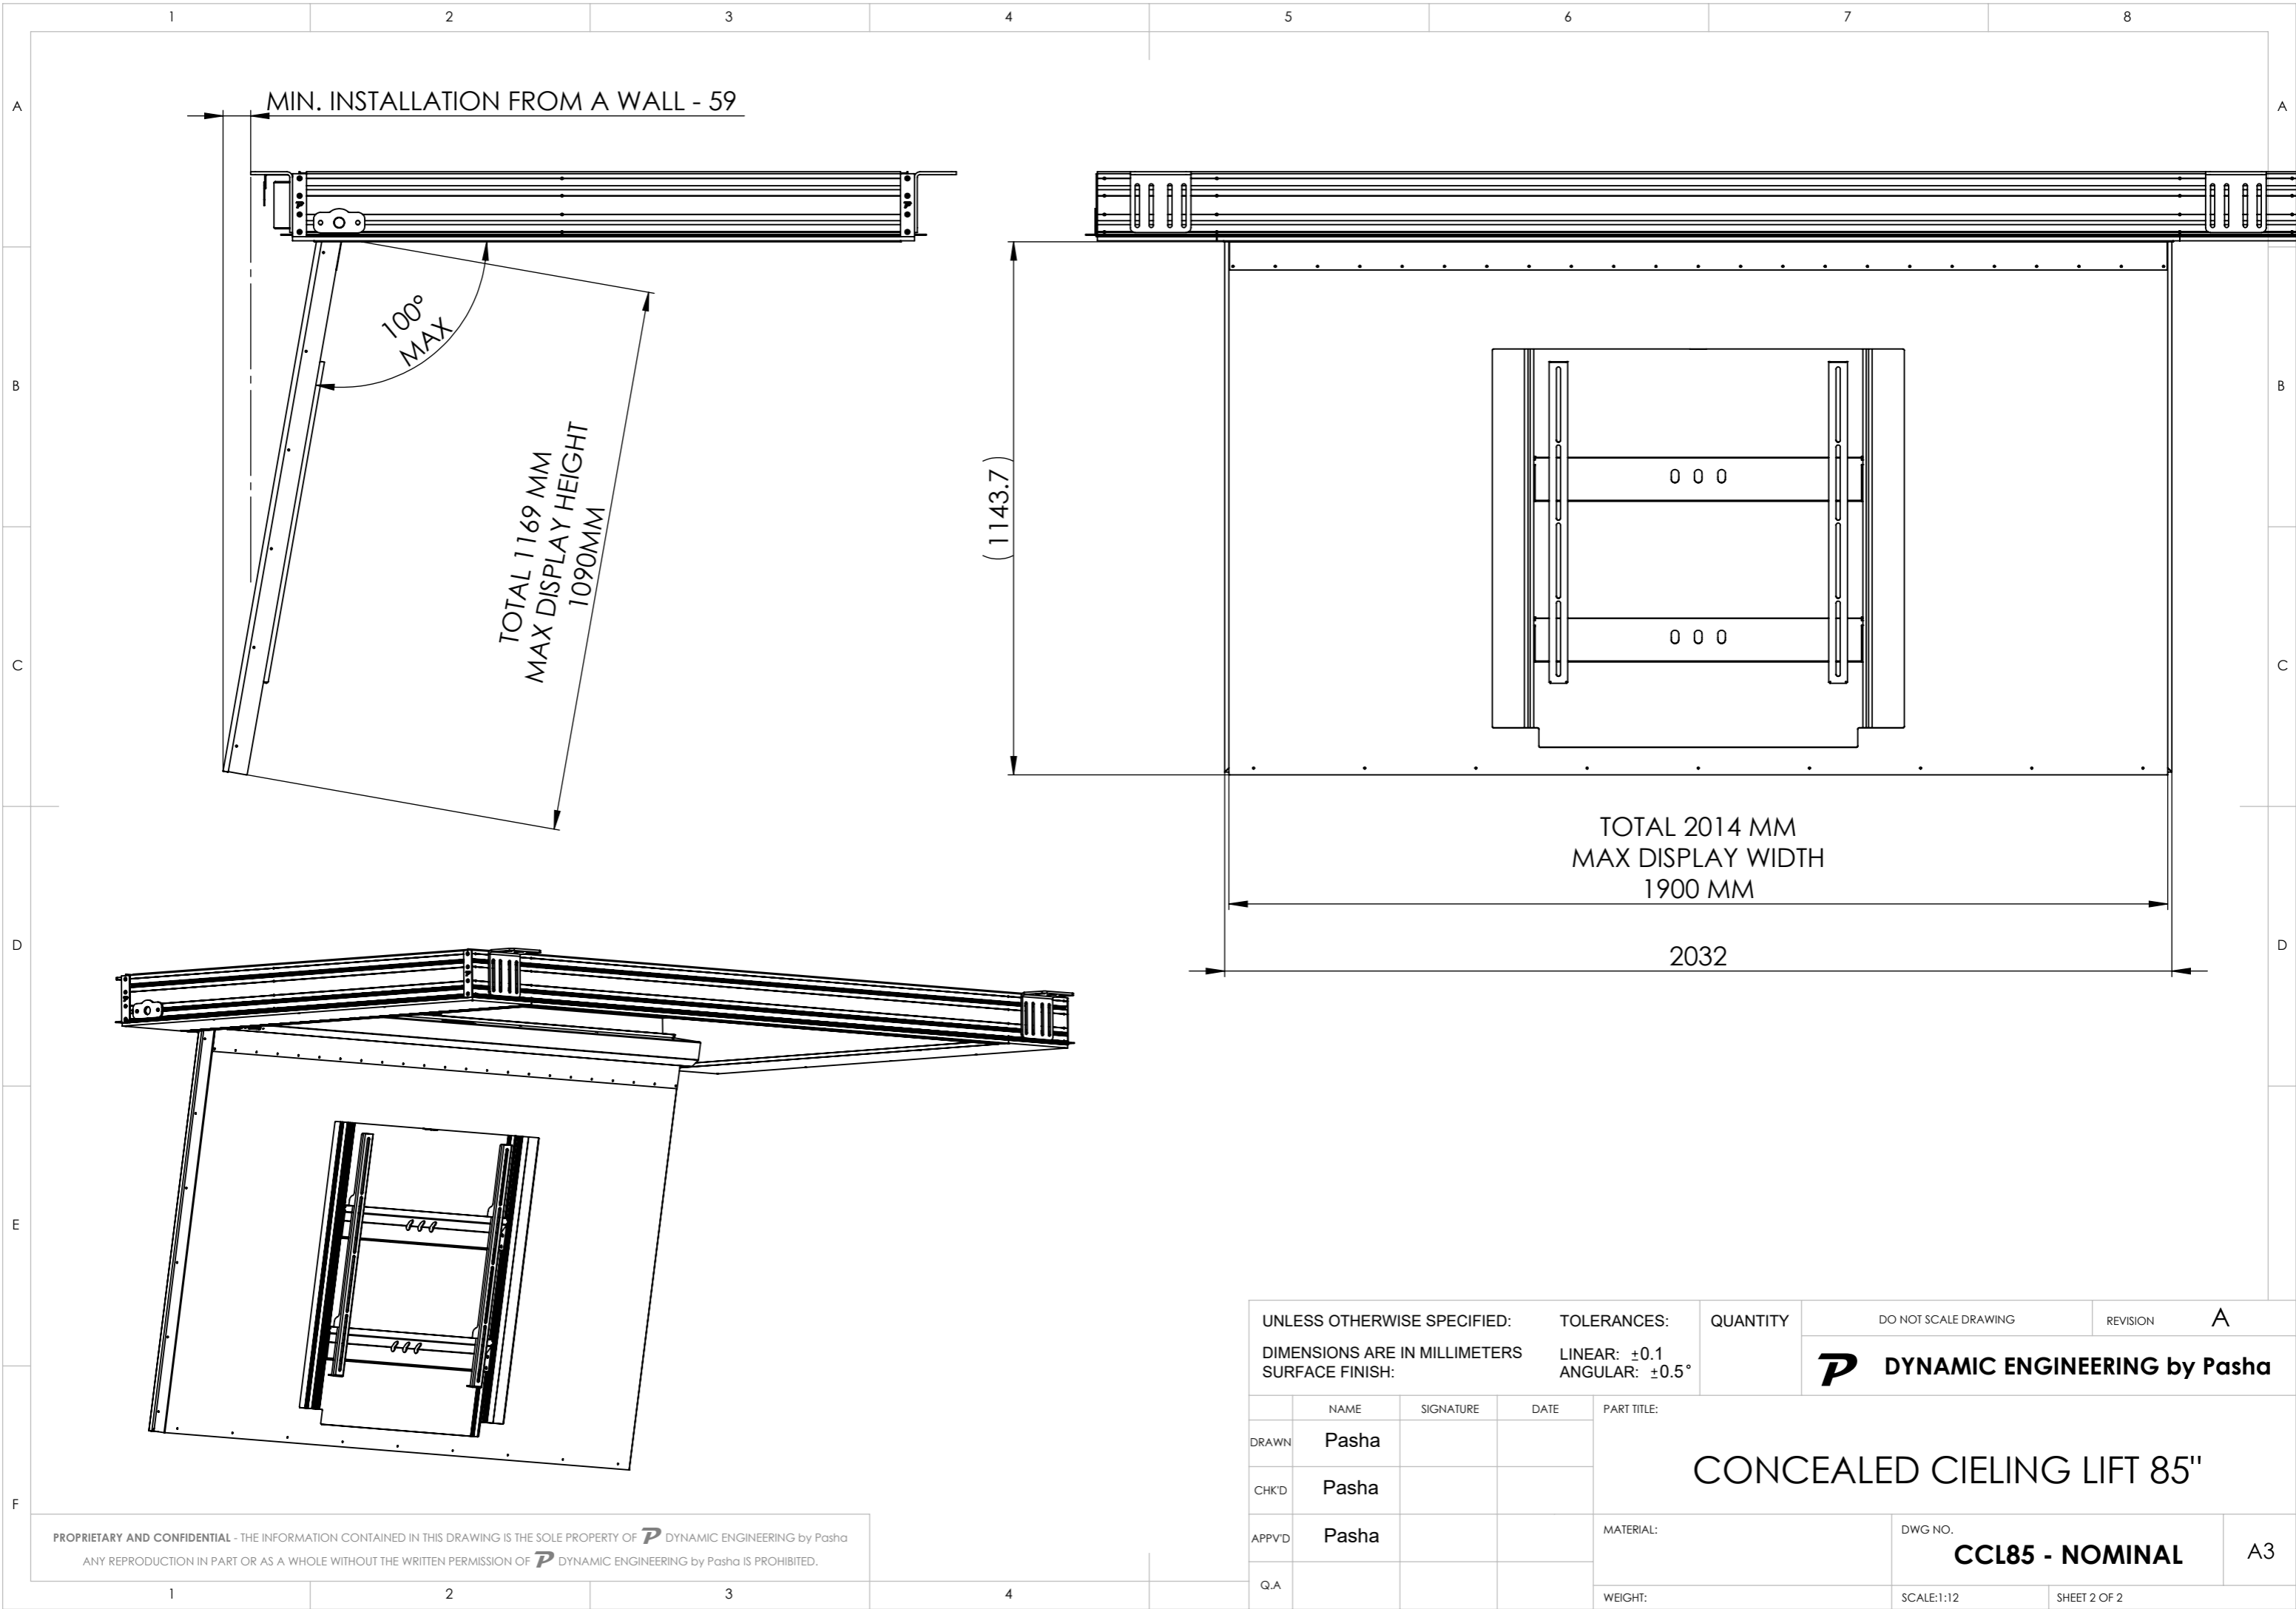 1 2 3 4 5 6 7 8
A A
MIN. INSTALLATION FROM A WALL - 59
100°
MAX
B B
TOTAL 1169 MM
MAX DISPLAY HEIGHT
1090MM
(1143.7)
C C
TOTAL 2014 MM
MAX DISPLAY WIDTH
1900 MM
D D
2032
E
UNLESS OTHERWISE SPECIFIED:
DIMENSIONS ARE IN MILLIMETERS
SURFACE FINISH:
TOLERANCES:
LINEAR: ±0.1
ANGULAR: ±0.5°
QUANTITY
DO NOT SCALE DRAWING
REVISION A
P DYNAMIC ENGINEERING by Pasha
NAME SIGNATURE DATE
DRAWN Pasha
CHK'D Pasha
APPV'D Pasha
Q.A
PART TITLE:
CONCEALED CIELING LIFT 85"
MATERIAL:
DWG NO.
CCL85 - NOMINAL
A3
WEIGHT:
SCALE:1:12
SHEET 2 OF 2
F
PROPRIETARY AND CONFIDENTIAL - THE INFORMATION CONTAINED IN THIS DRAWING IS THE SOLE PROPERTY OF P DYNAMIC ENGINEERING by Pasha
ANY REPRODUCTION IN PART OR AS A WHOLE WITHOUT THE WRITTEN PERMISSION OF P DYNAMIC ENGINEERING by Pasha IS PROHIBITED.
1 2 3 4